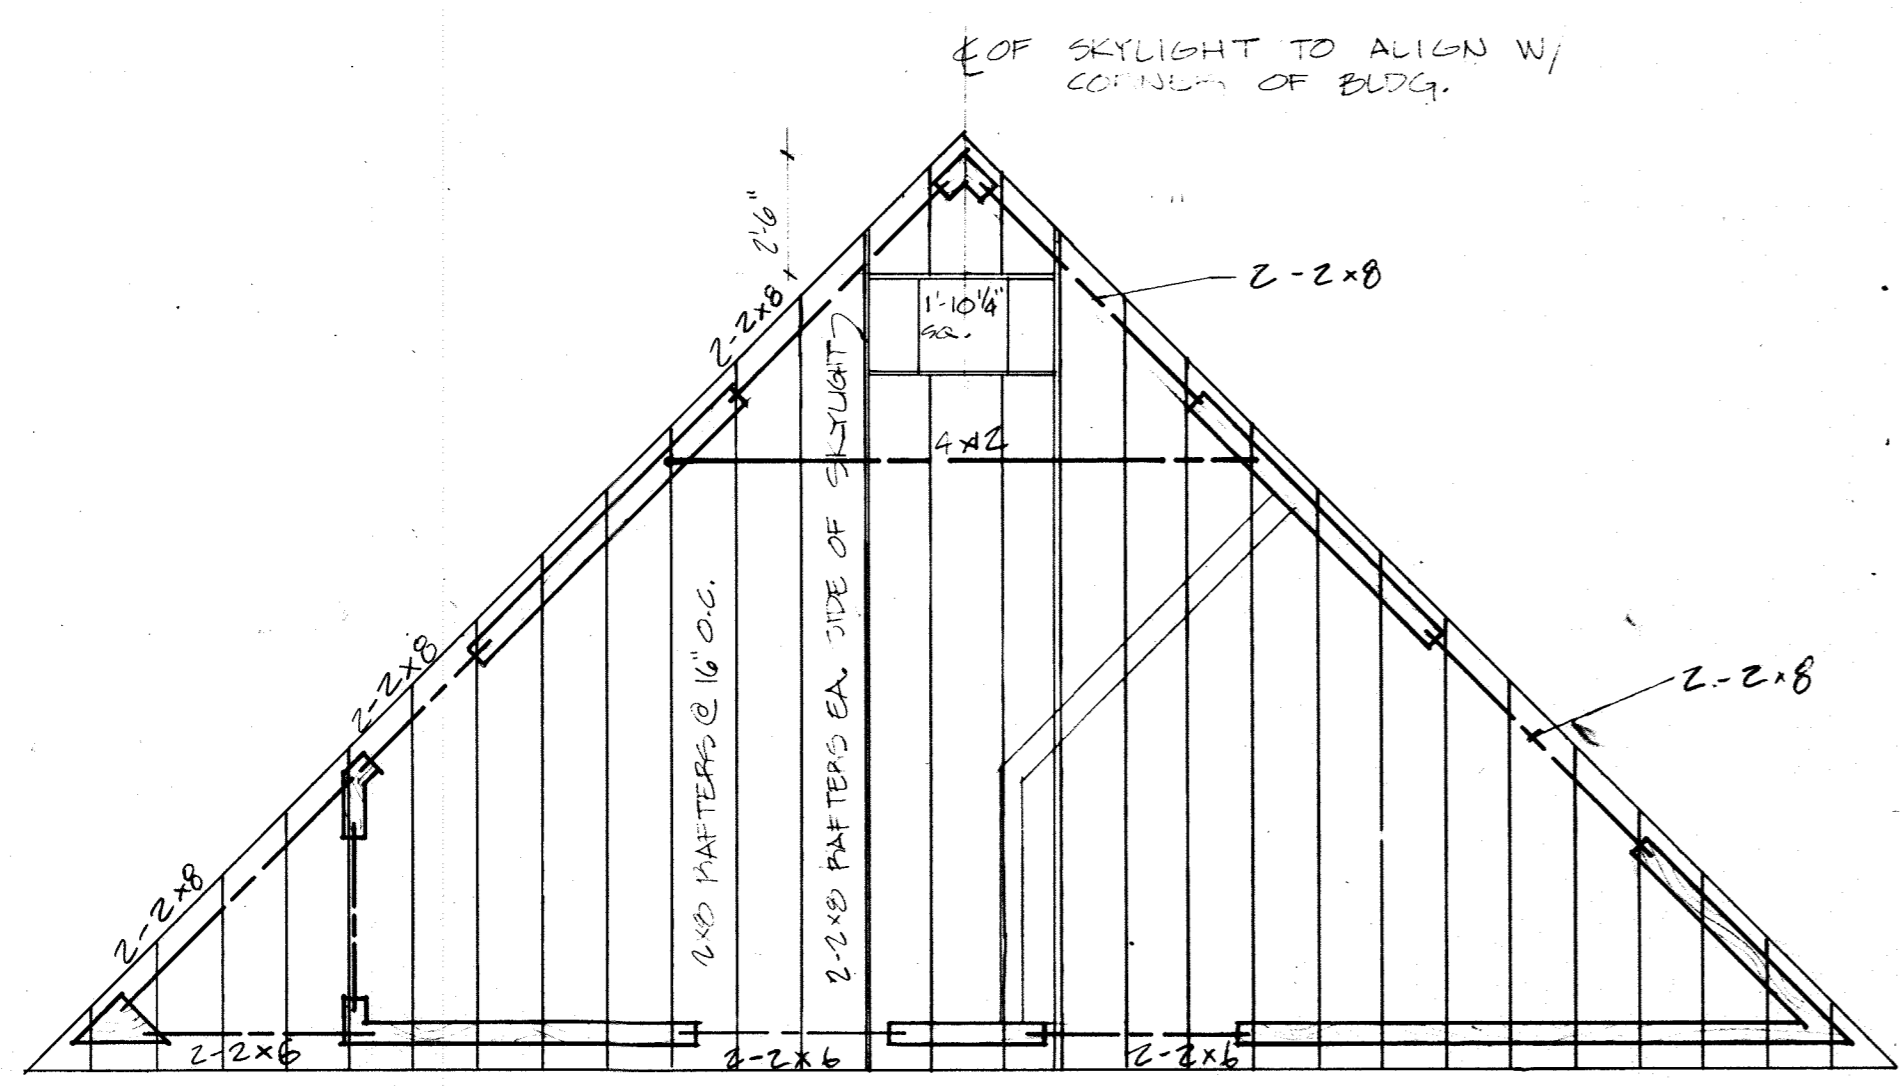 ℄ OF SKYLIGHT TO ALIGN W/
CORNER OF BLDG.
2'-6"
2-2x8
1'-10¼"
SQ.
2-2x8
4x12
2-2x8
2-2x8
2-2x8
2x8 RAFTERS @ 16" O.C.
2-2x8 RAFTERS EA. SIDE OF SKYLIGHT
2-2x6
2-2x6
2-2x6